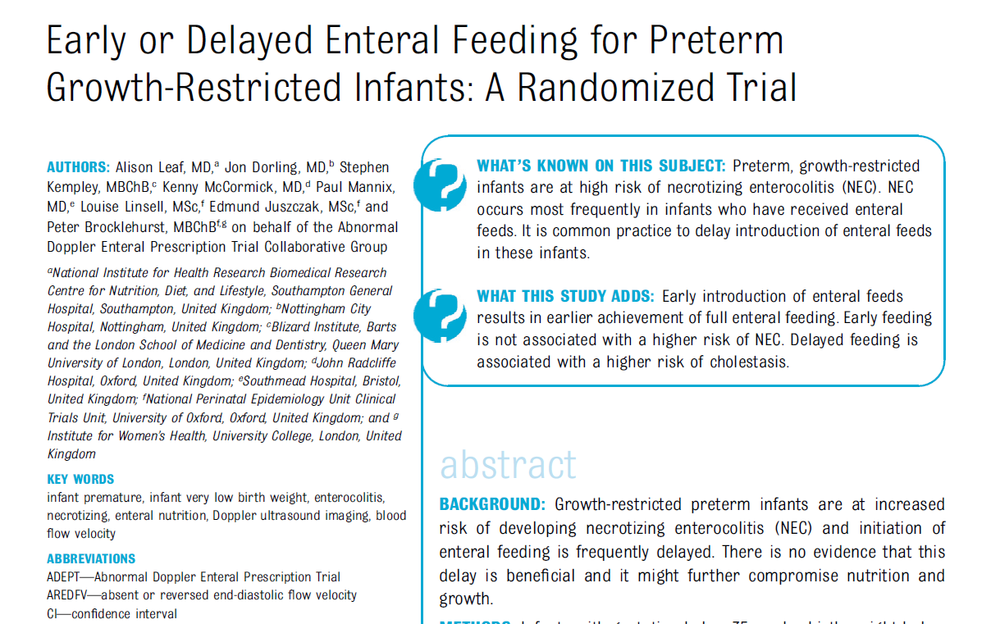 Early or Delayed Enteral Feeding for Preterm
Growth-Restricted Infants: A Randomized Trial
AUTHORS: Alison Leaf, MD,a Jon Dorling, MD,b Stephen
Kempley, MBChB,c Kenny McCormick, MD,d Paul Mannix,
MD,e Louise Linsell, MSc,f Edmund Juszczak, MSc,f and
Peter Brocklehurst, MBChBf,g on behalf of the Abnormal
Doppler Enteral Prescription Trial Collaborative Group
aNational Institute for Health Research Biomedical Research
Centre for Nutrition, Diet, and Lifestyle, Southampton General
Hospital, Southampton, United Kingdom; bNottingham City
Hospital, Nottingham, United Kingdom; cBlizard Institute, Barts
and the London School of Medicine and Dentistry, Queen Mary
University of London, London, United Kingdom; dJohn Radcliffe
Hospital, Oxford, United Kingdom; eSouthmead Hospital, Bristol,
United Kingdom; fNational Perinatal Epidemiology Unit Clinical
Trials Unit, University of Oxford, Oxford, United Kingdom; and g
Institute for Women's Health, University College, London, United
Kingdom
KEY WORDS
infant premature, infant very low birth weight, enterocolitis,
necrotizing, enteral nutrition, Doppler ultrasound imaging, blood
flow velocity
ABBREVIATIONS
ADEPT—Abnormal Doppler Enteral Prescription Trial
AREDFV—absent or reversed end-diastolic flow velocity
CI—confidence interval
WHAT'S KNOWN ON THIS SUBJECT: Preterm, growth-restricted
infants are at high risk of necrotizing enterocolitis (NEC). NEC
occurs most frequently in infants who have received enteral
feeds. It is common practice to delay introduction of enteral feeds
in these infants.
WHAT THIS STUDY ADDS: Early introduction of enteral feeds
results in earlier achievement of full enteral feeding. Early feeding
is not associated with a higher risk of NEC. Delayed feeding is
associated with a higher risk of cholestasis.
abstract
BACKGROUND: Growth-restricted preterm infants are at increased
risk of developing necrotizing enterocolitis (NEC) and initiation of
enteral feeding is frequently delayed. There is no evidence that this
delay is beneficial and it might further compromise nutrition and
growth.